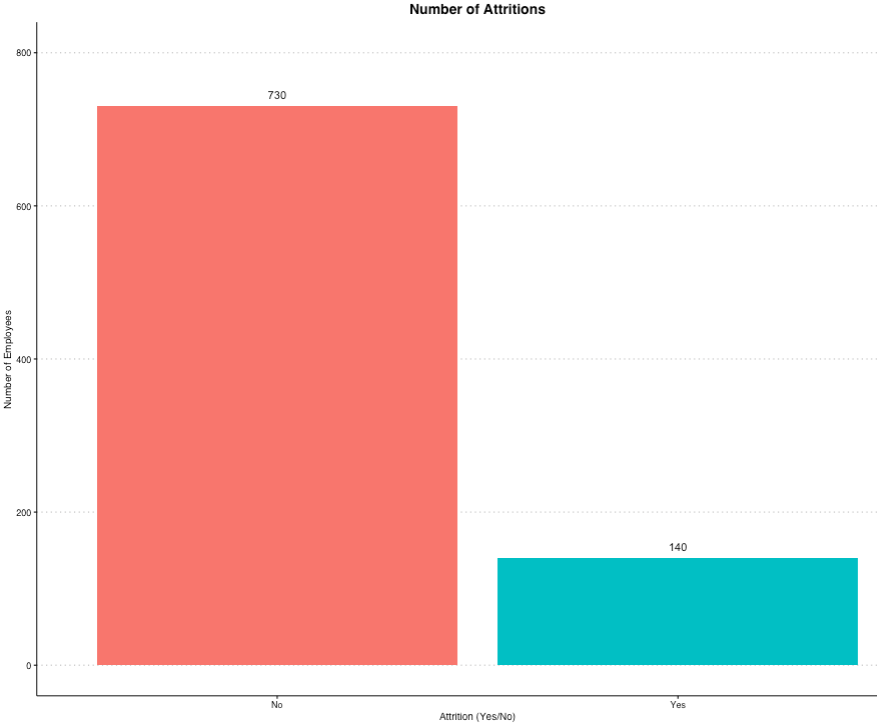 Number of Attritions
Number of Employees
800
600
400
200
0
730
140
No
Yes
Attrition (Yes/No)